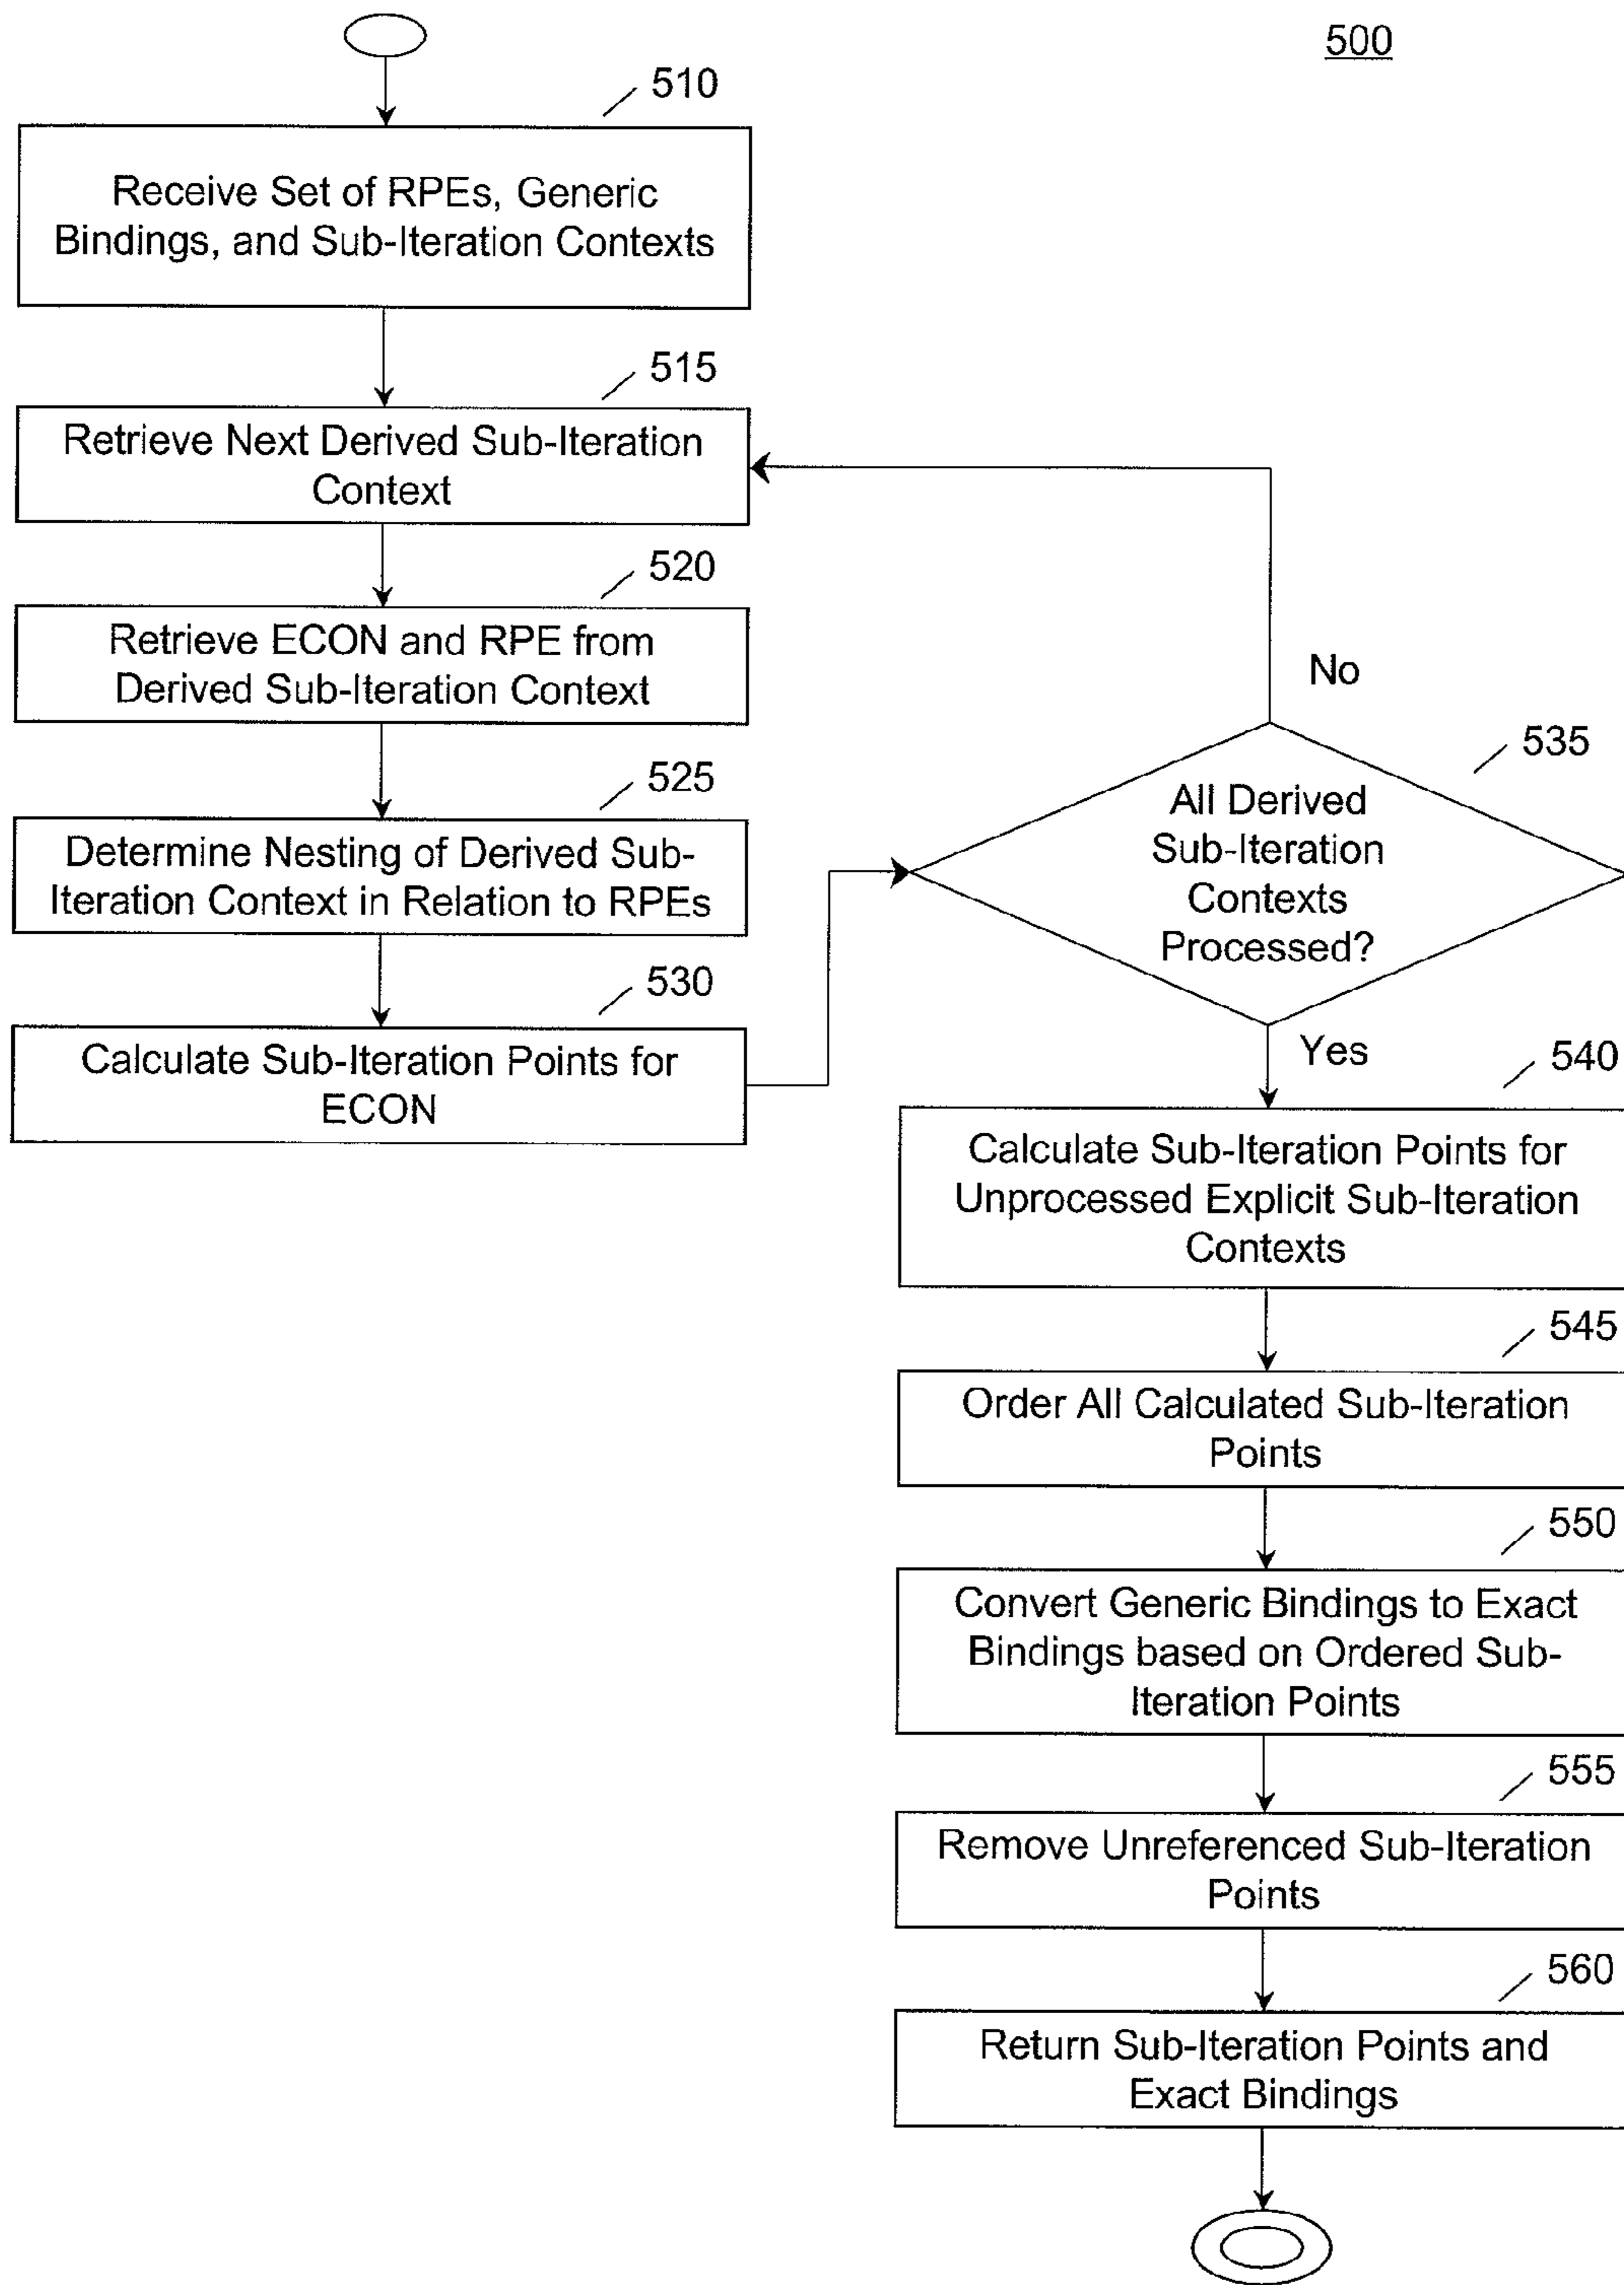 500
510
Receive Set of RPEs, Generic
Bindings, and Sub-Iteration Contexts
515
Retrieve Next Derived Sub-Iteration
Context
520
Retrieve ECON and RPE from
Derived Sub-Iteration Context
525
Determine Nesting of Derived Sub-
Iteration Context in Relation to RPEs
530
Calculate Sub-Iteration Points for
ECON
No
535
All Derived
Sub-Iteration
Contexts
Processed?
Yes
540
Calculate Sub-Iteration Points for
Unprocessed Explicit Sub-Iteration
Contexts
545
Order All Calculated Sub-Iteration
Points
550
Convert Generic Bindings to Exact
Bindings based on Ordered Sub-
Iteration Points
555
Remove Unreferenced Sub-Iteration
Points
560
Return Sub-Iteration Points and
Exact Bindings